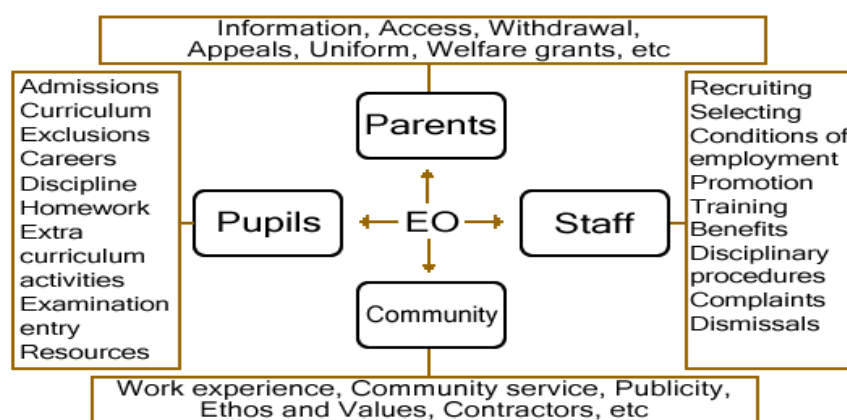 Information, Access, Withdrawal,
Appeals, Uniform, Welfare grants, etc
Admissions
Curriculum
Exclusions
Careers
Discipline
Homework
Extra
curriculum
activities
Examination
entry
Resources
Parents
Pupils
EO
Staff
Community
Recruiting
Selecting
Conditions of
employment
Promotion
Training
Benefits
Disciplinary
procedures
Complaints
Dismissals
Work experience, Community service, Publicity,
Ethos and Values, Contractors, etc